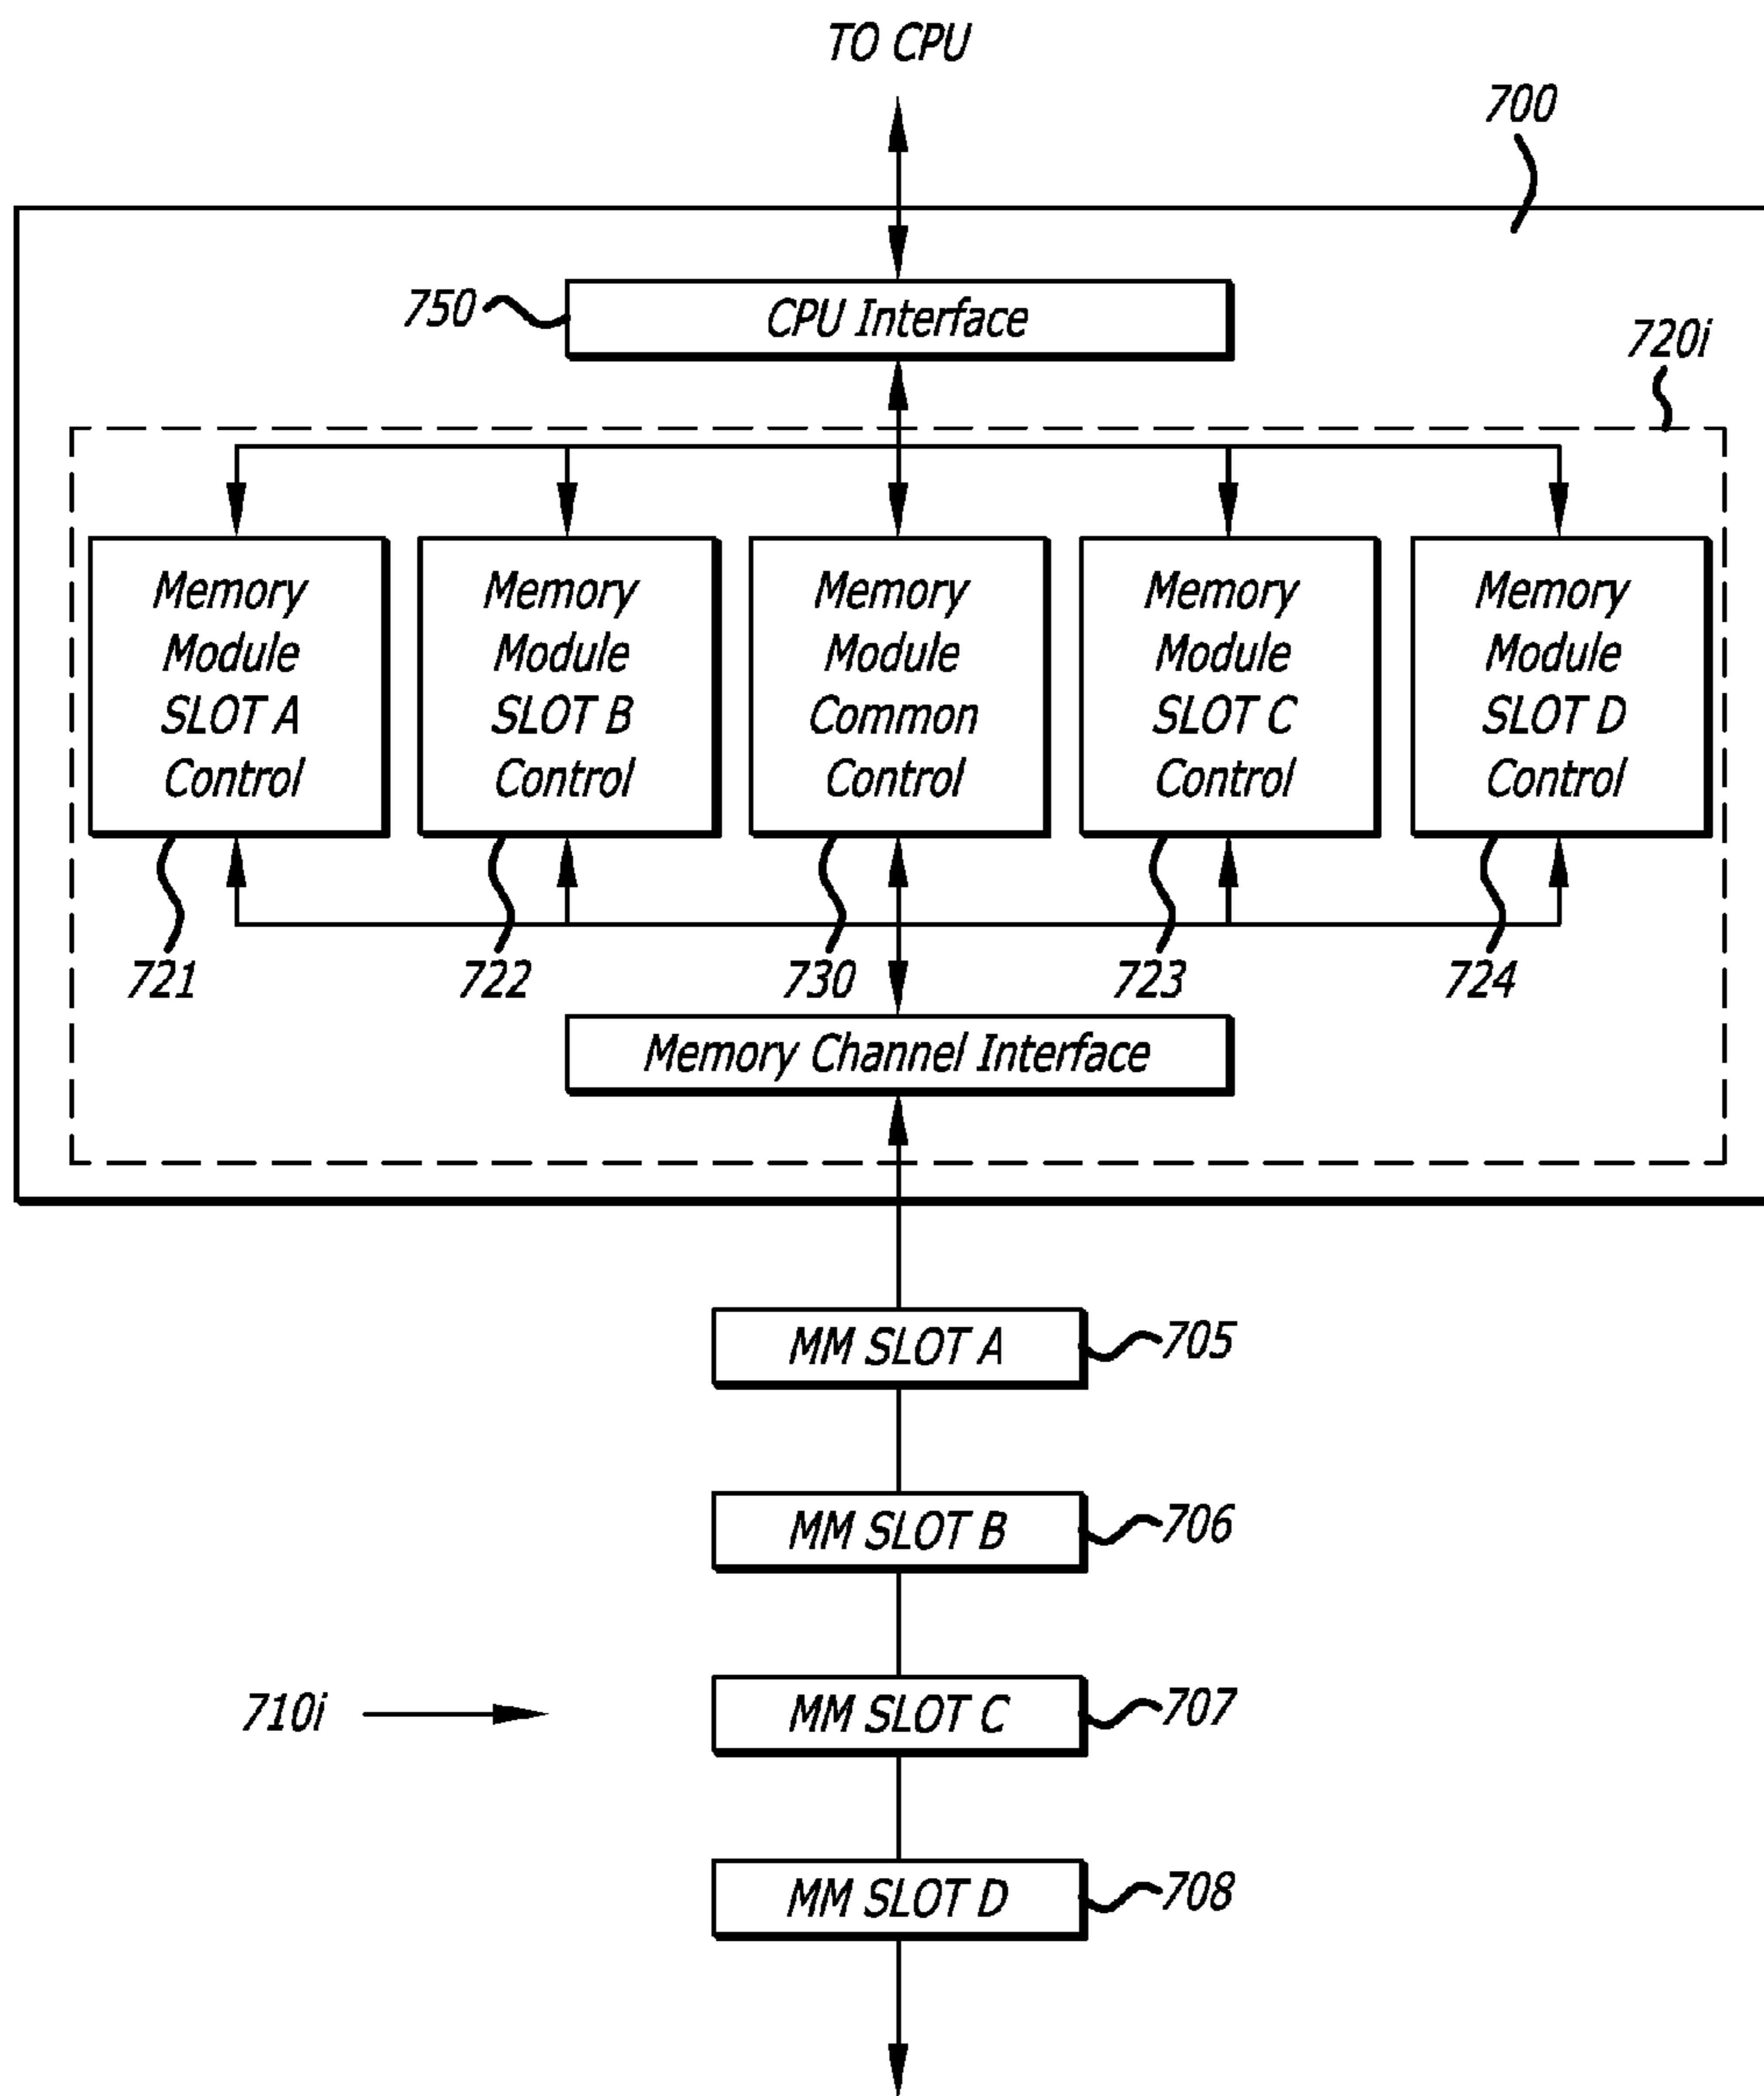 TO CPU
700
750
CPU Interface
720i
Memory
Module
SLOT A
Control
Memory
Module
SLOT B
Control
Memory
Module
Common
Control
Memory
Module
SLOT C
Control
Memory
Module
SLOT D
Control
721
722
730
723
724
Memory Channel Interface
MM SLOT A
705
MM SLOT B
706
710i
MM SLOT C
707
MM SLOT D
708